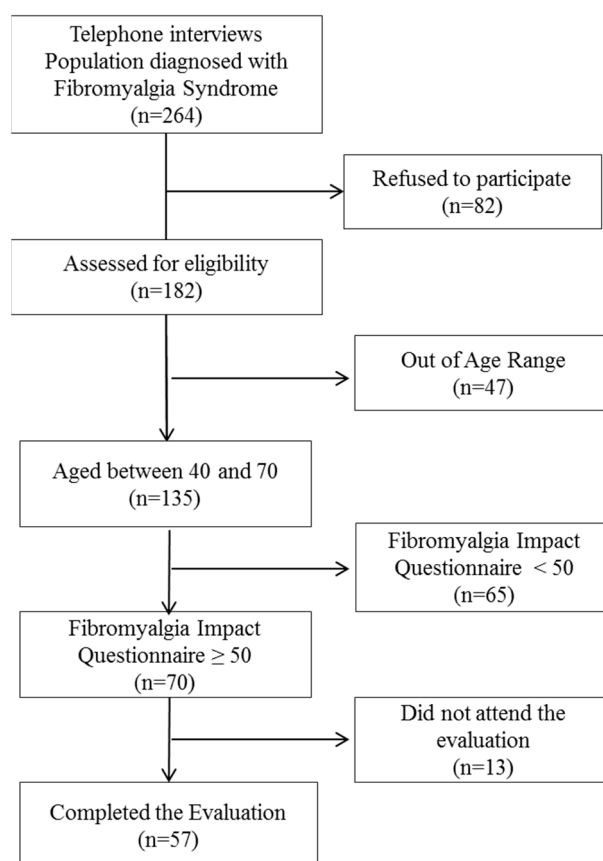 Telephone interviews
Population diagnosed with
Fibromyalgia Syndrome
(n=264)
Refused to participate
(n=82)
Assessed for eligibility
(n=182)
Out of Age Range
(n=47)
Aged between 40 and 70
(n=135)
Fibromyalgia Impact
Questionnaire < 50
(n=65)
Fibromyalgia Impact
Questionnaire ≥ 50
(n=70)
Did not attend the
evaluation
(n=13)
Completed the Evaluation
(n=57)